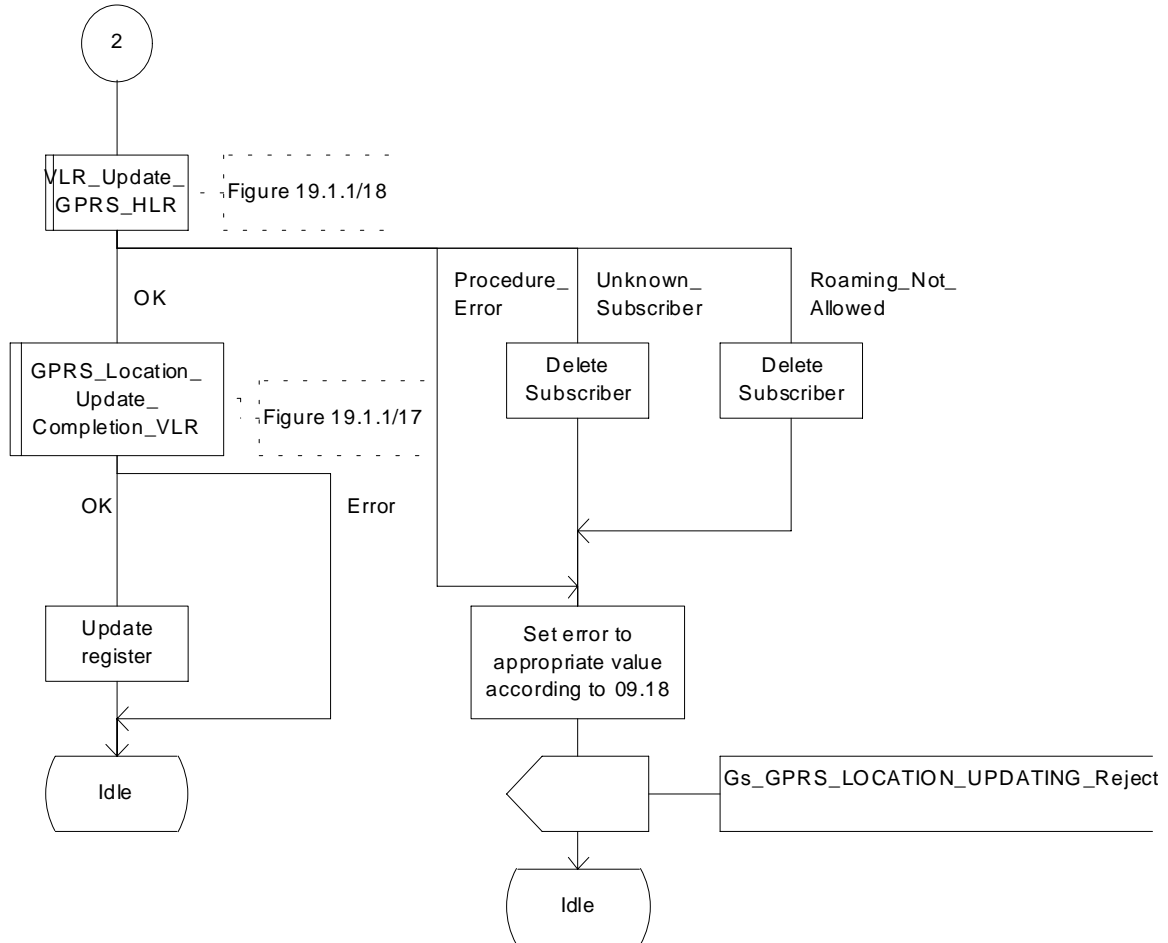 2
VLR_Update_
GPRS_HLR
Figure 19.1.1/18
OK
Procedure_
Error
Unknown_
Subscriber
Roaming_Not_
Allowed
GPRS_Location_
Update_
Completion_VLR
Figure 19.1.1/17
Delete
Subscriber
Delete
Subscriber
OK
Error
Update
register
Set error to
appropriate value
according to 09.18
Idle
Gs_GPRS_LOCATION_UPDATING_Reject
Idle